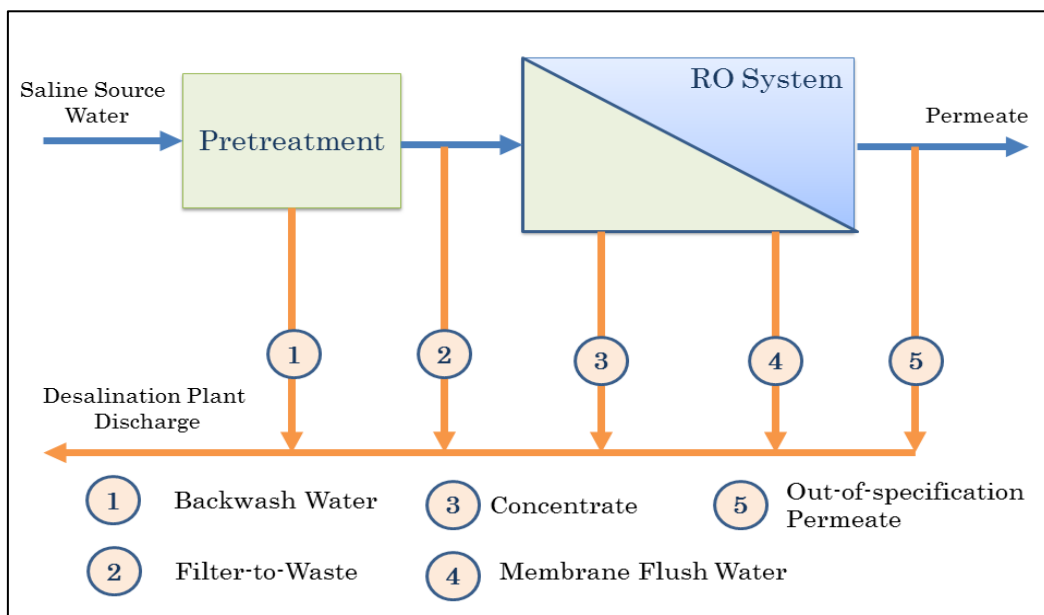 Saline Source
Water
Pretreatment
RO System
Permeate
1
2
3
4
5
Desalination Plant
Discharge
1 Backwash Water
2 Filter-to-Waste
3 Concentrate
4 Membrane Flush Water
5 Out-of-specification
Permeate